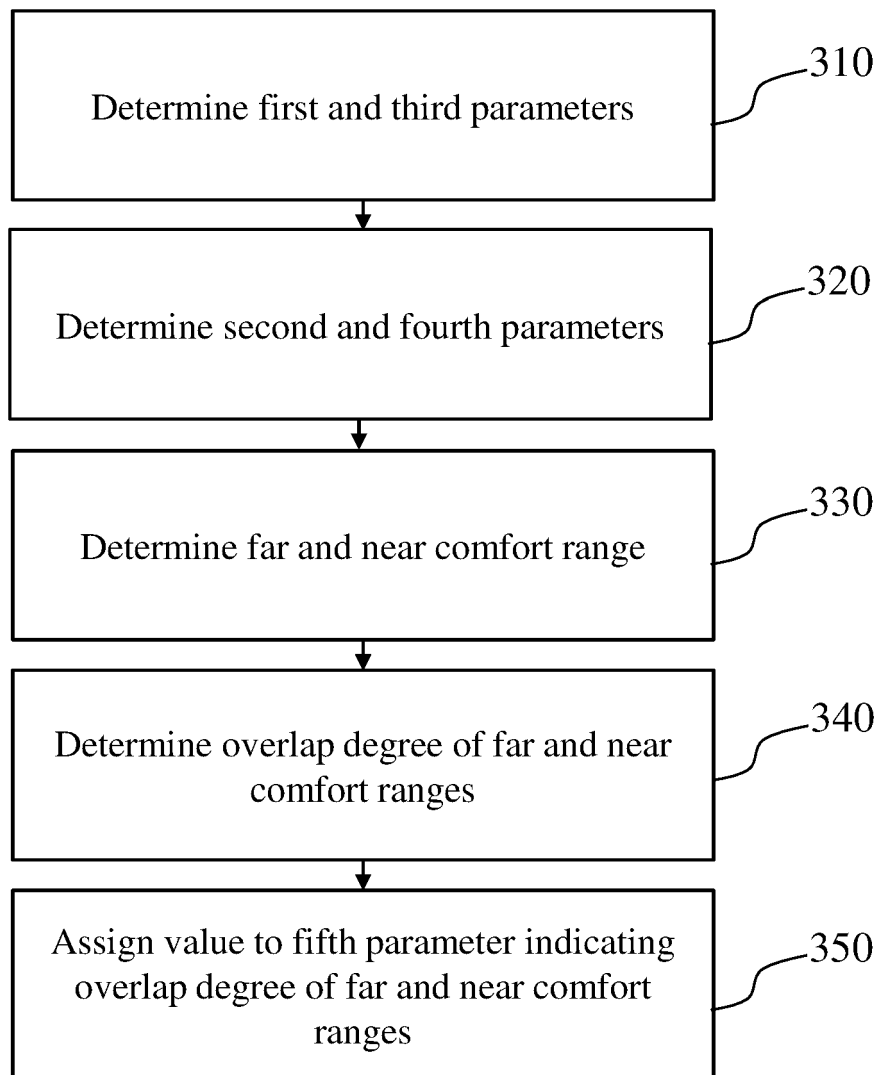 Determine first and third parameters
310
Determine second and fourth parameters
320
Determine far and near comfort range
330
Determine overlap degree of far and near
comfort ranges
340
Assign value to fifth parameter indicating
overlap degree of far and near comfort
ranges
350